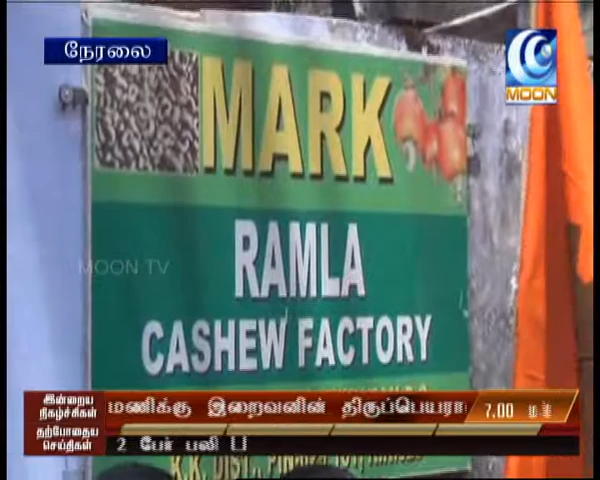 நேரலை
MOON
MARK
MOON TV
RAMLA
CASHEW FACTORY
இன்றைய
நிகழ்ச்சிகள்
மணிக்கு இறைவனின்
7.00
தற்போதைய
செய்திகள்
2 பேர் பலி
K.K. DIST.,